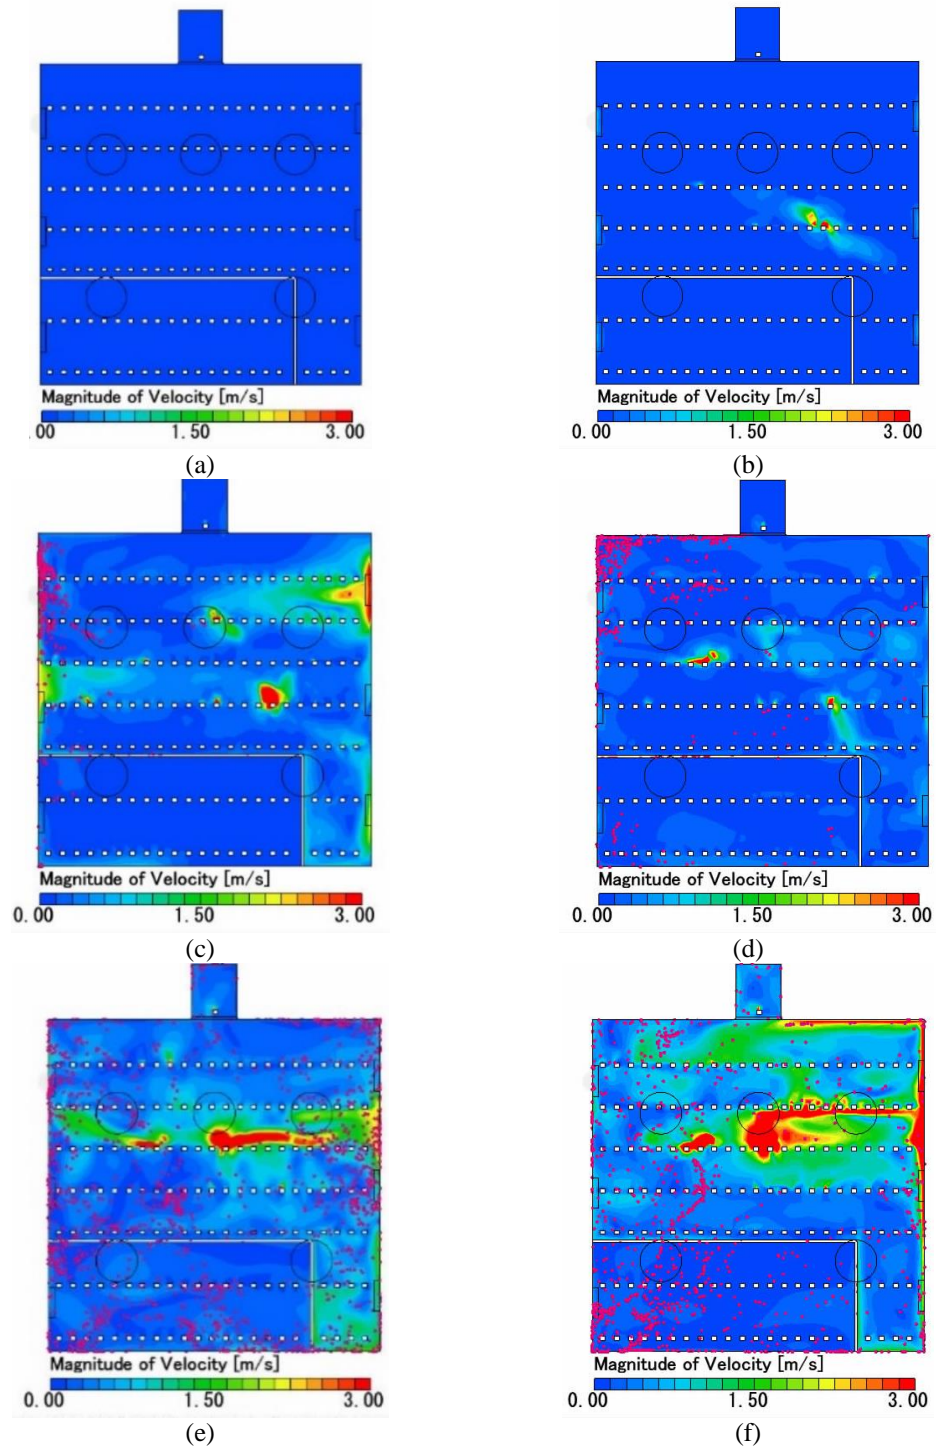 Magnitude of Velocity [m/s]
.00 1.50 3.00
(a)
Magnitude of Velocity [m/s]
0.00 1.50 3.00
(b)
Magnitude of Velocity [m/s]
0.00 1.50 3.00
(c)
Magnitude of Velocity [m/s]
0.00 1.50 3.00
(d)
Magnitude of Velocity [m/s]
0.00 1.50 3.00
(e)
Magnitude of Velocity [m/s]
0.00 1.50 3.00
(f)